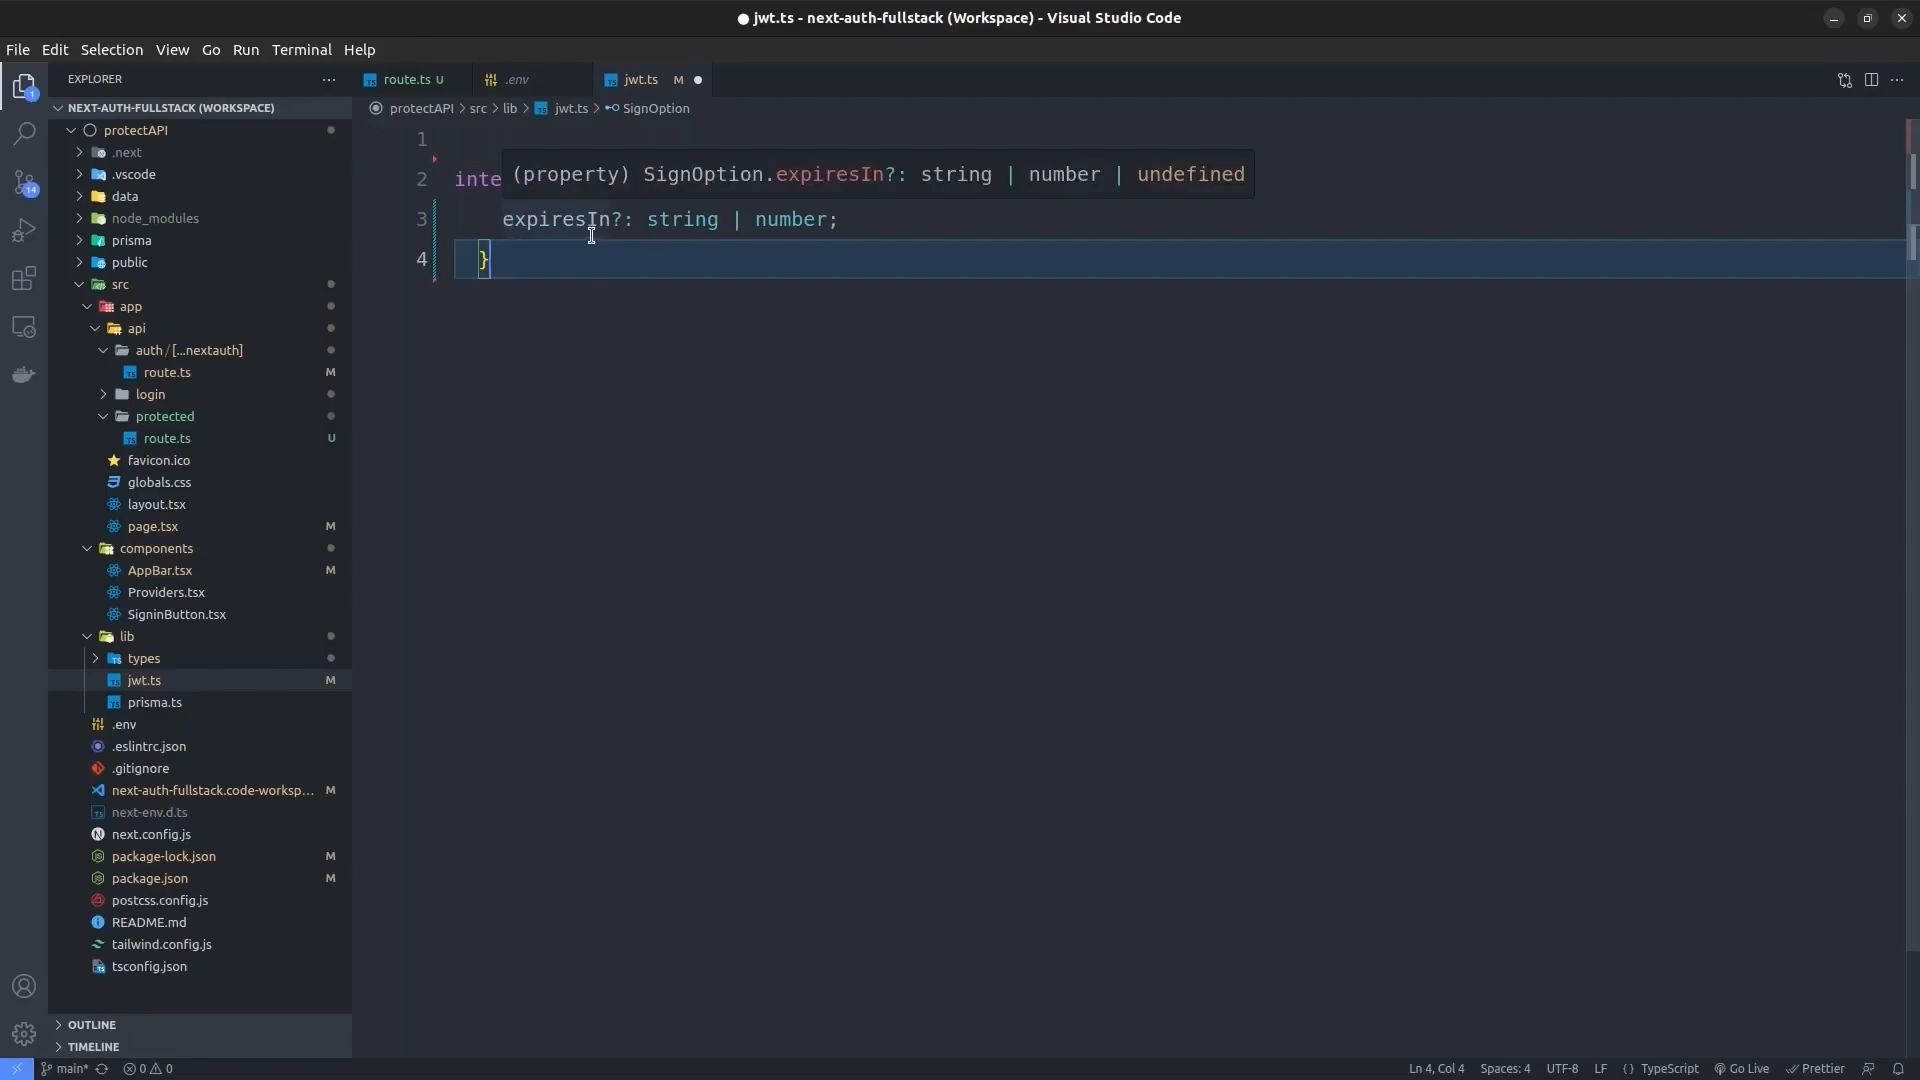 jwt.ts - next-auth-fullstack (Workspace) - Visual Studio Code
File Edit Selection View Go Run Terminal Help
EXPLORER
NEXT-AUTH-FULLSTACK (WORKSPACE)
protectAPI
.next
.vscode
data
node_modules
prisma
public
src
app
api
auth / [...nextauth]
route.ts M
login
protected
route.ts U
favicon.ico
globals.css
layout.tsx
page.tsx M
components
AppBar.tsx M
Providers.tsx
SigninButton.tsx
lib
types
jwt.ts M
prisma.ts
.env
.eslintrc.json
.gitignore
next-auth-fullstack.code-worksp... M
next-env.d.ts
next.config.js
package-lock.json M
package.json M
postcss.config.js
README.md
tailwind.config.js
tsconfig.json
OUTLINE
TIMELINE
1
14
route.ts U .env jwt.ts M
protectAPI > src > lib > jwt.ts > SignOption
1
(property) SignOption.expiresIn?: string | number | undefined
2 inte
3 expiresIn?: string | number;
4 }
main* 0 0 Ln 4, Col 4 Spaces: 4 UTF-8 LF {} TypeScript Go Live Prettier